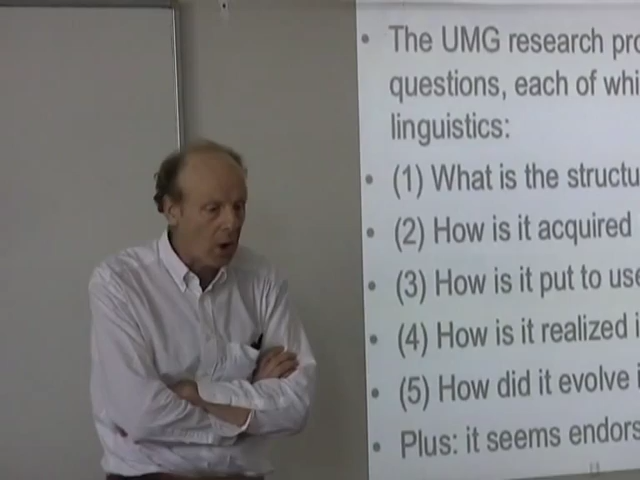 • The UMG research pro
questions, each of whi
linguistics:
• (1) What is the structu
• (2) How is it acquired
• (3) How is it put to use
• (4) How is it realized i
• (5) How did it evolve i
• Plus: it seems endors